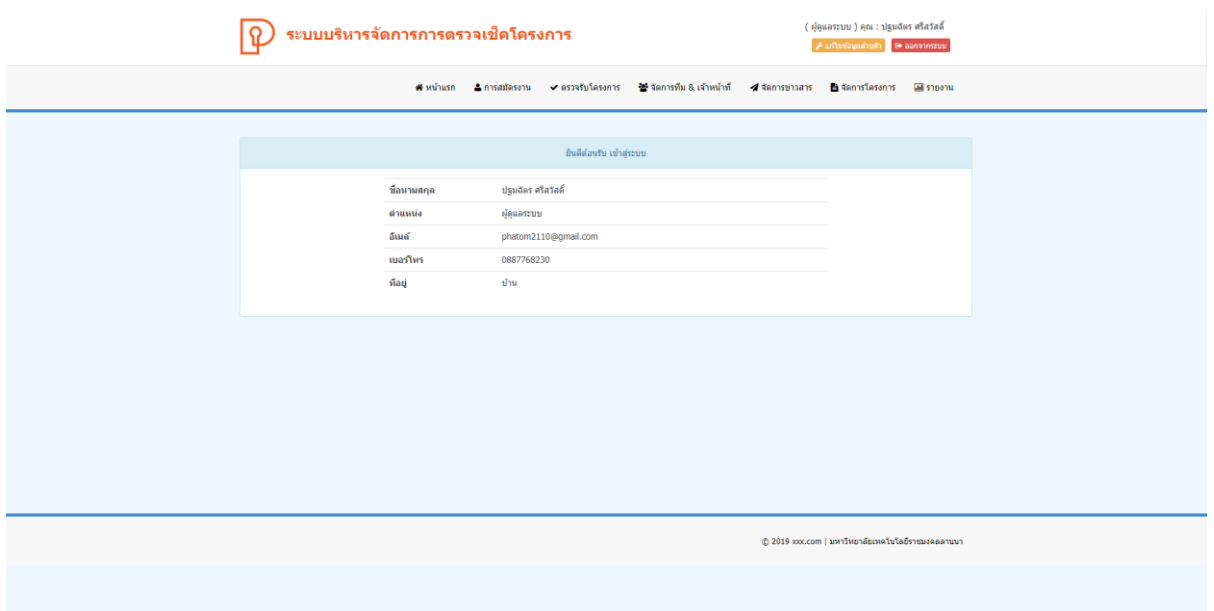 ระบบบริหารจัดการการตรวจเช็คโครงการ
( ผู้ดูแลระบบ ) คุณ : ปฐมฉัตร ศรีสวัสดิ์
แก้ไขข้อมูลส่วนตัว ออกจากระบบ
หน้าแรก การสมัครงาน ตรวจรับโครงการ จัดการทีม & เจ้าหน้าที่ จัดการข่าวสาร จัดการโครงการ รายงาน
ยินดีต้อนรับ เข้าสู่ระบบ
ชื่อนามสกุล ปฐมฉัตร ศรีสวัสดิ์
ตำแหน่ง ผู้ดูแลระบบ
อีเมล์ phatom2110@gmail.com
เบอร์โทร 0887768230
ที่อยู่ บ้าน
© 2019 xxx.com | มหาวิทยาลัยเทคโนโลยีราชมงคลลานนา